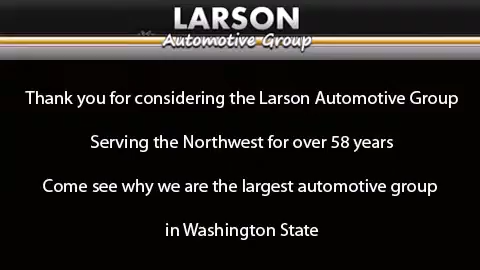 LARSON
Automotive Group
Thank you for considering the Larson Automotive Group
Serving the Northwest for over 58 years
Come see why we are the largest automotive group
in Washington State